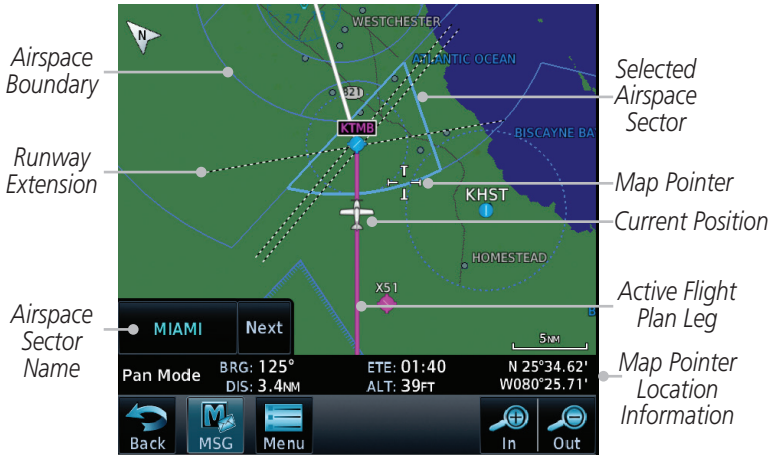 WESTCHESTER
27
N
ATLANTIC OCEAN
Airspace
Boundary
Selected
Airspace
Sector
821
KTMB
BISCAYNE BA
Runway
Extension
Map Pointer
KHST
Current Position
HOMESTEAD
X51
Active Flight
Plan Leg
Airspace
Sector
Name
MIAMI
Next
5NM
Pan Mode
BRG: 125°
DIS: 3.4NM
ETE: 01:40
ALT: 39FT
N 25°34.62'
W080°25.71'
Map Pointer
Location
Information
Back
MSG
Menu
In
Out